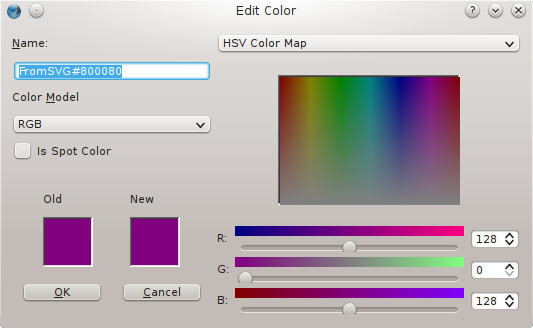 Edit Color
Name:
FromSVG#800080
Color Model
RGB
Is Spot Color
Old
New
OK
Cancel
HSV Color Map
R:
128
G:
0
B:
128